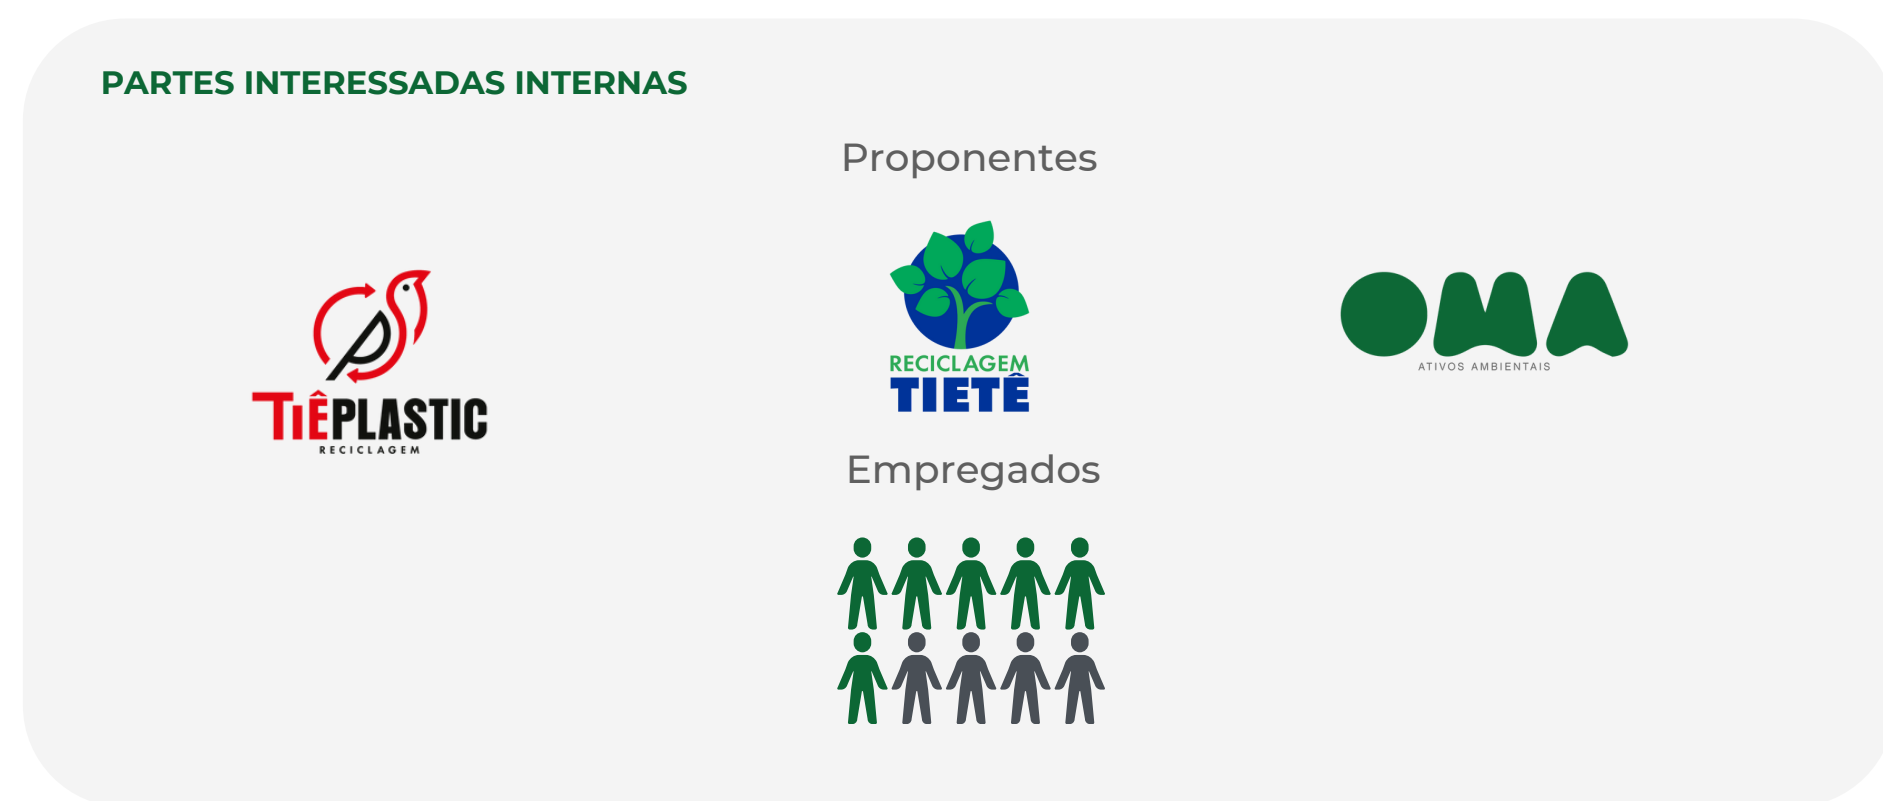 PARTES INTERESSADAS INTERNAS
Proponentes
TIÊPLASTIC
RECICLAGEM
RECICLAGEM
TIETÊ
OMA
ATIVOS AMBIENTAIS
Empregados